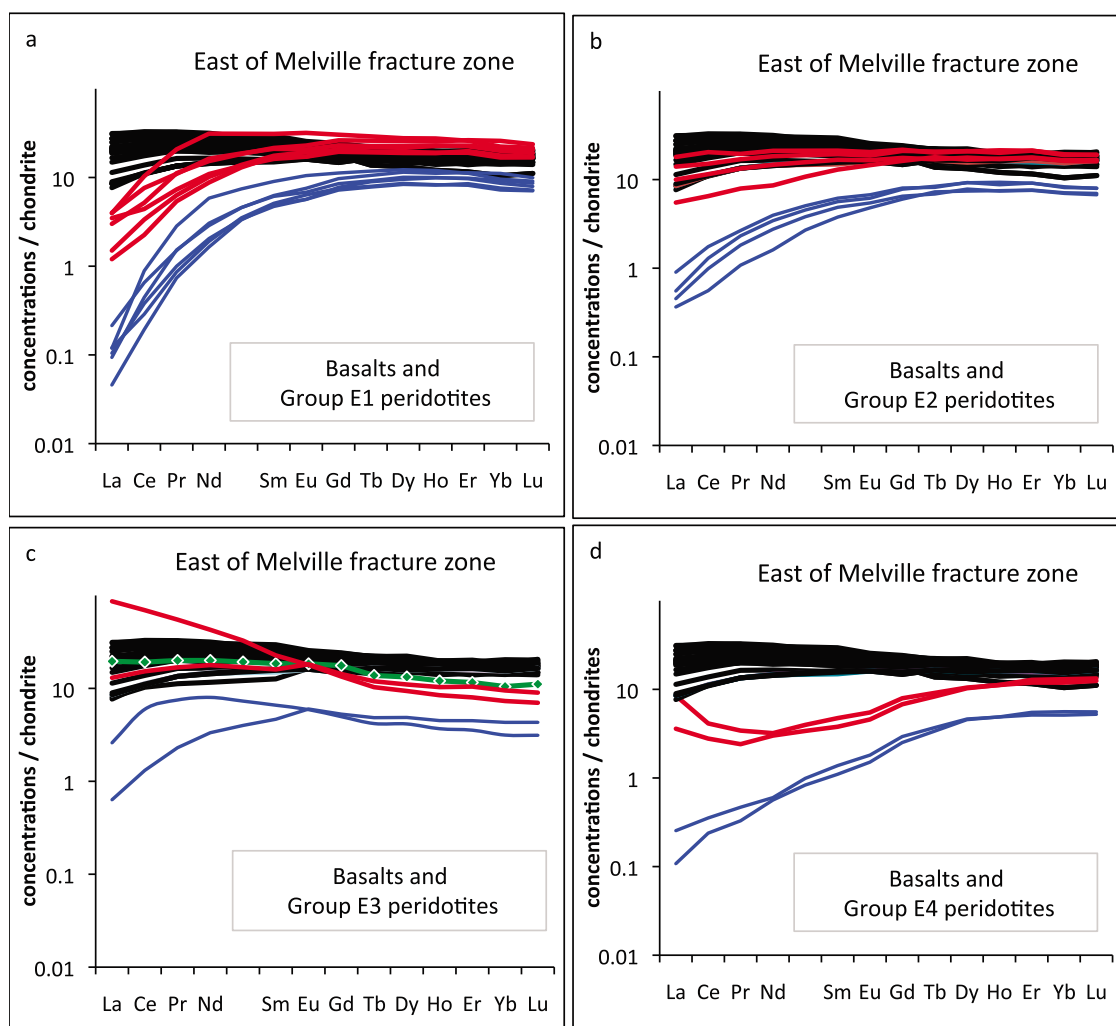 a
East of Melville fracture zone
concentrations / chondrite
10
1
0.1
0.01
Basalts and
Group E1 peridotites
La Ce Pr Nd Sm Eu Gd Tb Dy Ho Er Yb Lu
b
East of Melville fracture zone
concentrations / chondrite
10
1
0.1
0.01
Basalts and
Group E2 peridotites
La Ce Pr Nd Sm Eu Gd Tb Dy Ho Er Yb Lu
c
East of Melville fracture zone
concentrations / chondrite
10
1
0.1
0.01
Basalts and
Group E3 peridotites
La Ce Pr Nd Sm Eu Gd Tb Dy Ho Er Yb Lu
d
East of Melville fracture zone
concentrations / chondrites
10
1
0.1
0.01
Basalts and
Group E4 peridotites
La Ce Pr Nd Sm Eu Gd Tb Dy Ho Er Yb Lu